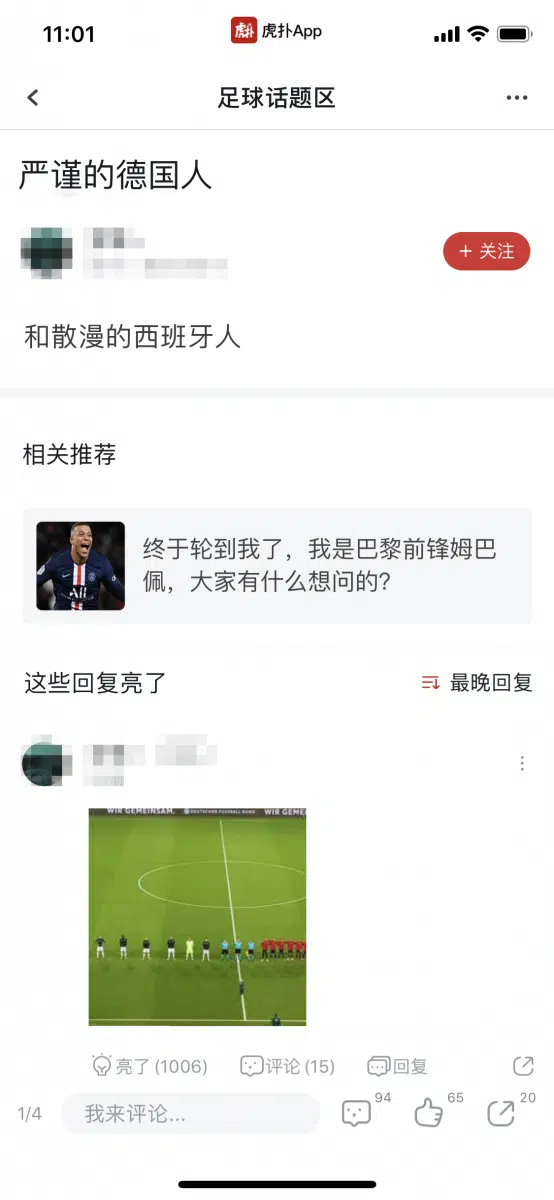 11:01
虎扑
虎扑App
足球话题区
严谨的德国人
+ 关注
和散漫的西班牙人
相关推荐
终于轮到我了，我是巴黎前锋姆巴
佩，大家有什么想问的?
这些回复亮了
最晚回复
WIR GEMEINSAM. DEUTSCHER FUSSBALL-BUND WIR GEME
亮了 (1006) 评论 (15) 回复
1/4 我来评论... 94 65 20